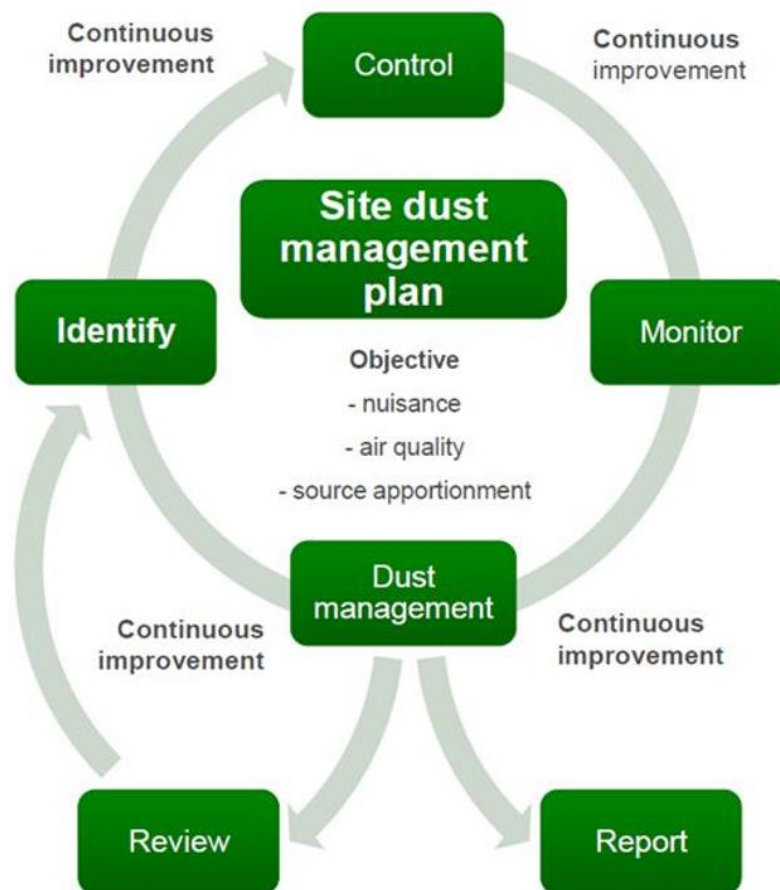 Continuous
improvement
Control
Continuous
improvement
Site dust
management
plan
Identify
Monitor
Objective
- nuisance
- air quality
- source apportionment
Dust
management
Continuous
improvement
Continuous
improvement
Review
Report